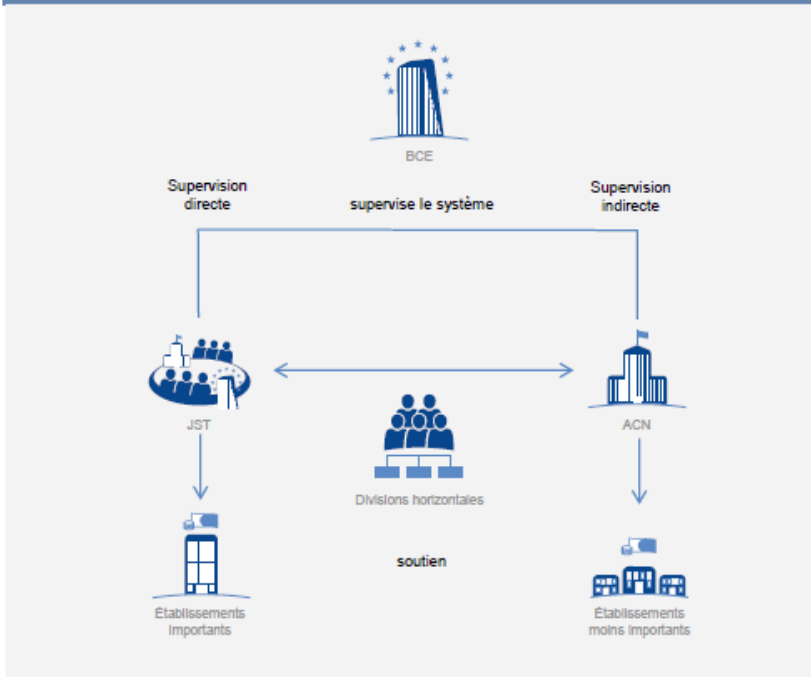 BCE
Supervision
directe
supervise le système
Supervision
indirecte
JST
ACN
Divisions horizontales
soutien
Établissements
importants
Établissements
moins importants